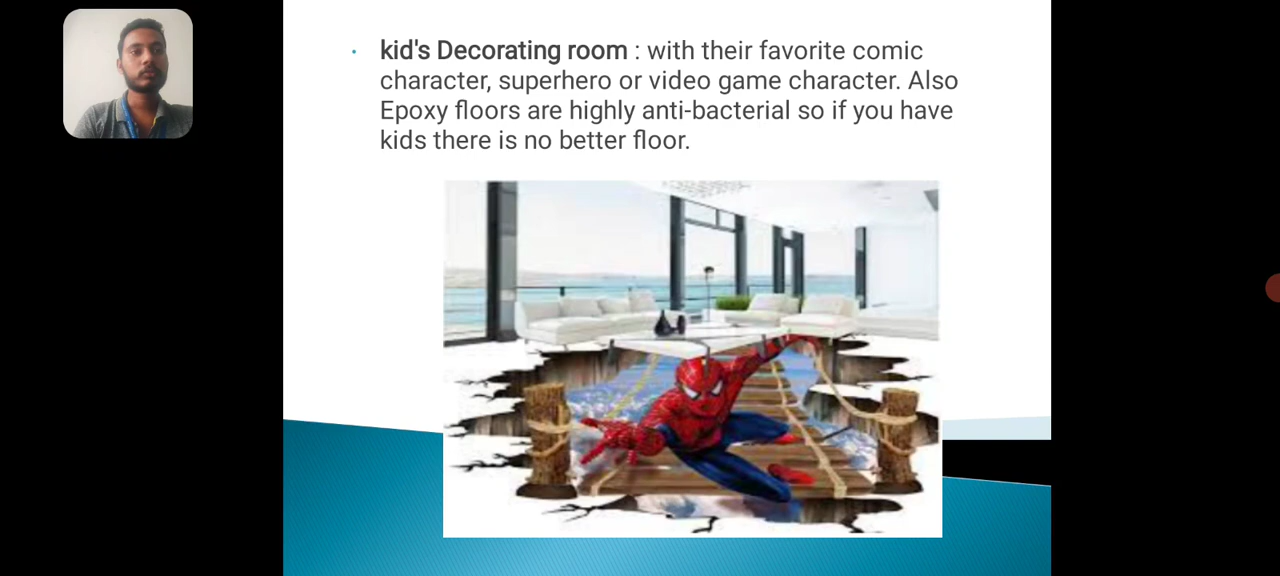 kid's Decorating room : with their favorite comic
character, superhero or video game character. Also
Epoxy floors are highly anti-bacterial so if you have
kids there is no better floor.